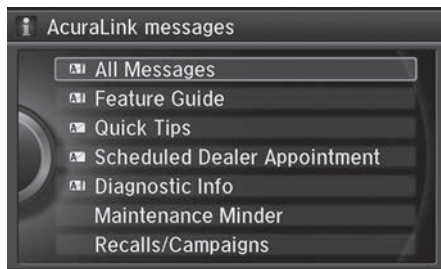 AcuraLink messages
All Messages
Feature Guide
Quick Tips
Scheduled Dealer Appointment
Diagnostic Info
Maintenance Minder
Recalls/Campaigns